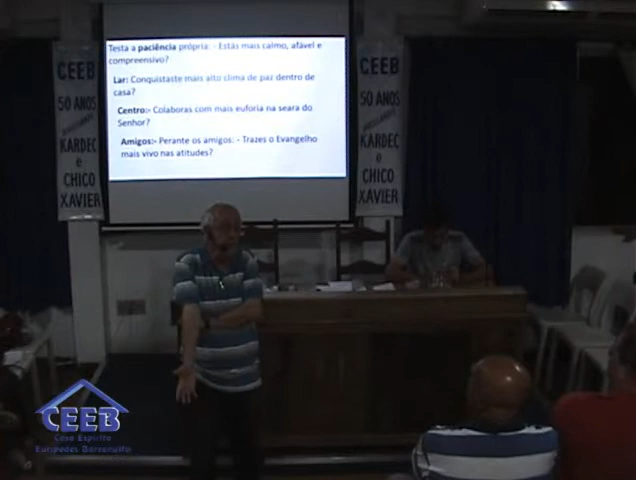 Testa a paciência própria: - Estás mais calmo, afável e
compreensivo?
Lar: Conquistaste mais alto clima de paz dentro de
casa?
Centro:- Colaboras com mais euforia na seara do
Senhor?
Amigos:- Perante os amigos: - Trazes o Evangelho
mais vivo nas atitudes?
CEEB
50 ANOS
KARDEC
e
CHICO
XAVIER
CEEB
50 ANOS
KARDEC
e
CHICO
XAVIER
CEEB
Casa Espírita
Eurípedes Barsanulfo